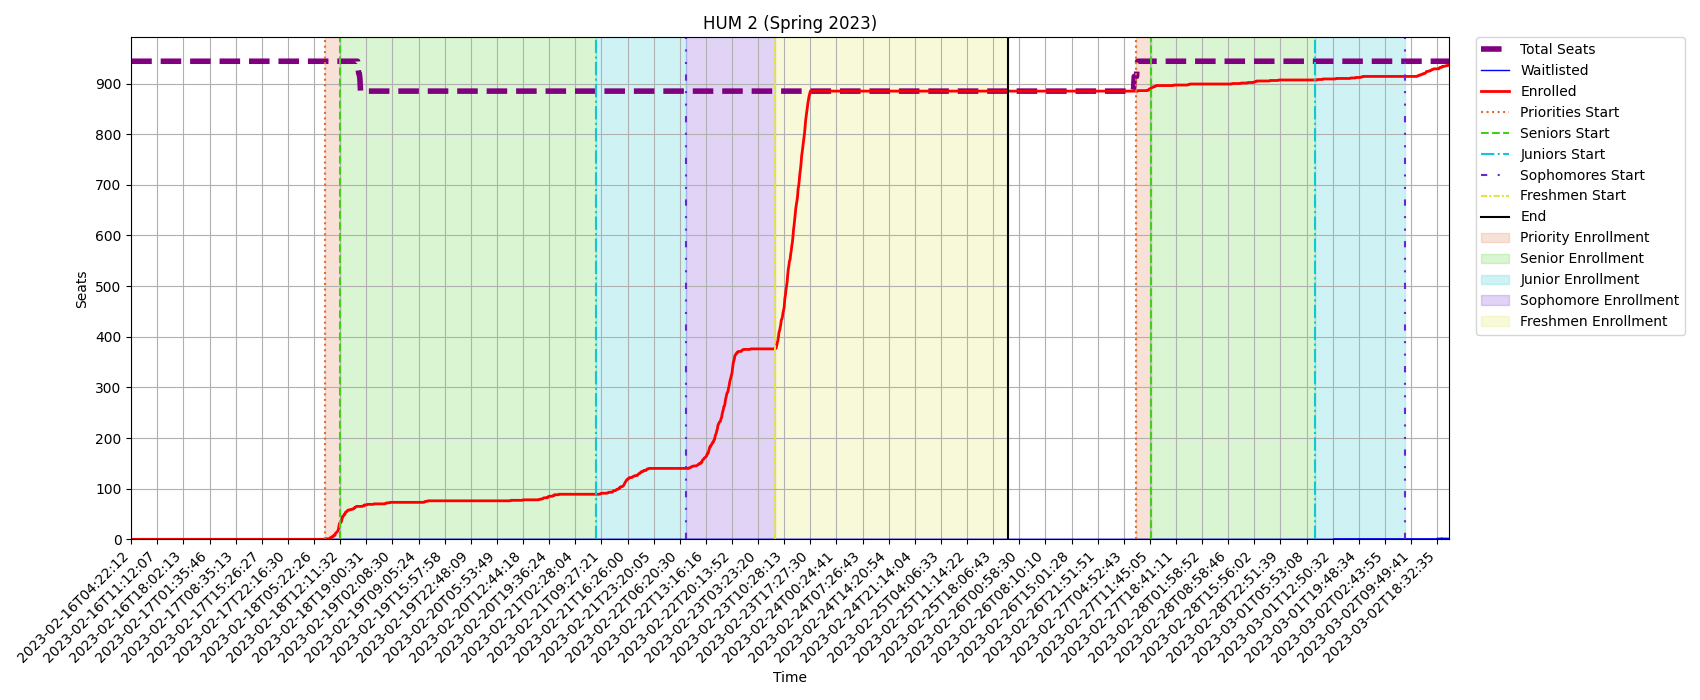 HUM 2 (Spring 2023)
Seats
900
800
700
600
500
400
300
200
100
0
2023-02-16T04:22:12
2023-02-16T11:12:07
2023-02-16T18:02:13
2023-02-17T01:35:46
2023-02-17T08:35:13
2023-02-17T15:26:27
2023-02-17T22:16:30
2023-02-18T05:22:26
2023-02-18T12:11:32
2023-02-18T19:00:31
2023-02-19T02:08:30
2023-02-19T09:05:24
2023-02-19T15:57:58
2023-02-19T22:48:09
2023-02-20T05:53:49
2023-02-20T12:44:18
2023-02-20T19:36:24
2023-02-21T02:28:04
2023-02-21T09:27:21
2023-02-21T16:26:00
2023-02-21T23:20:05
2023-02-22T06:20:30
2023-02-22T13:16:16
2023-02-22T20:13:52
2023-02-23T03:23:20
2023-02-23T10:28:13
2023-02-23T17:27:30
2023-02-24T00:24:41
2023-02-24T07:26:43
2023-02-24T14:20:54
2023-02-24T21:14:04
2023-02-25T04:06:33
2023-02-25T11:14:22
2023-02-25T18:06:43
2023-02-26T00:58:30
2023-02-26T08:10:10
2023-02-26T15:01:28
2023-02-26T21:51:51
2023-02-27T04:52:43
2023-02-27T11:45:05
2023-02-27T18:41:11
2023-02-28T01:58:52
2023-02-28T08:58:46
2023-02-28T15:56:02
2023-02-28T22:51:39
2023-03-01T05:53:08
2023-03-01T12:50:32
2023-03-01T19:48:34
2023-03-02T02:43:55
2023-03-02T09:49:41
2023-03-02T18:32:35
Time
Total Seats
Waitlisted
Enrolled
Priorities Start
Seniors Start
Juniors Start
Sophomores Start
Freshmen Start
End
Priority Enrollment
Senior Enrollment
Junior Enrollment
Sophomore Enrollment
Freshmen Enrollment